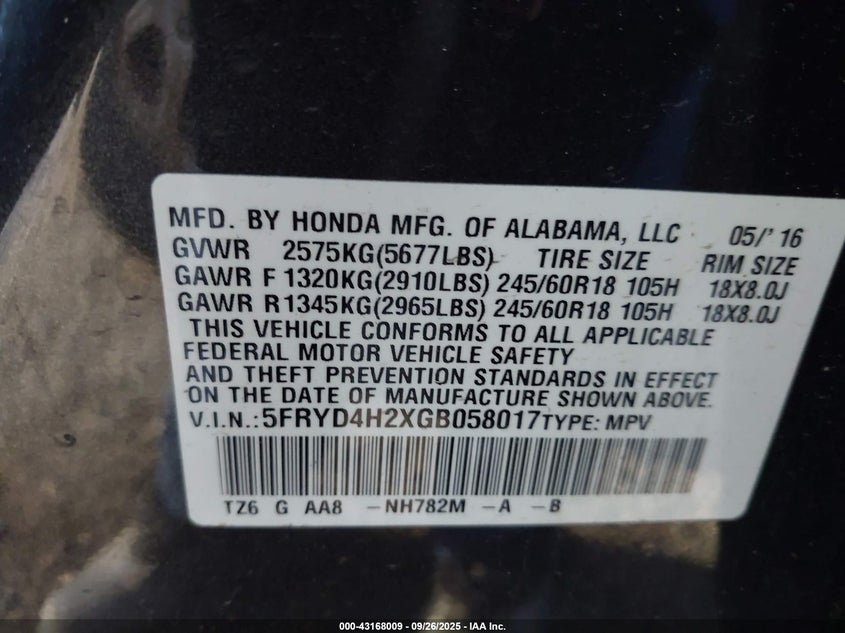 MFD. BY HONDA MFG. OF ALABAMA, LLC 05/'16
GVWR 2575KG(5677LBS) TIRE SIZE RIM SIZE
GAWR F 1320KG(2910LBS) 245/60R18 105H 18X8.0J
GAWR R1345KG(2965LBS) 245/60R18 105H 18X8.0J
THIS VEHICLE CONFORMS TO ALL APPLICABLE
FEDERAL MOTOR VEHICLE SAFETY
AND THEFT PREVENTION STANDARDS IN EFFECT
ON THE DATE OF MANUFACTURE SHOWN ABOVE.
V.I.N.:5FRYD4H2XGB058017TYPE: MPV
TZ6 G AA8 -NH782M -A -B
000-43168009 - 09/26/2025 - IAA Inc.